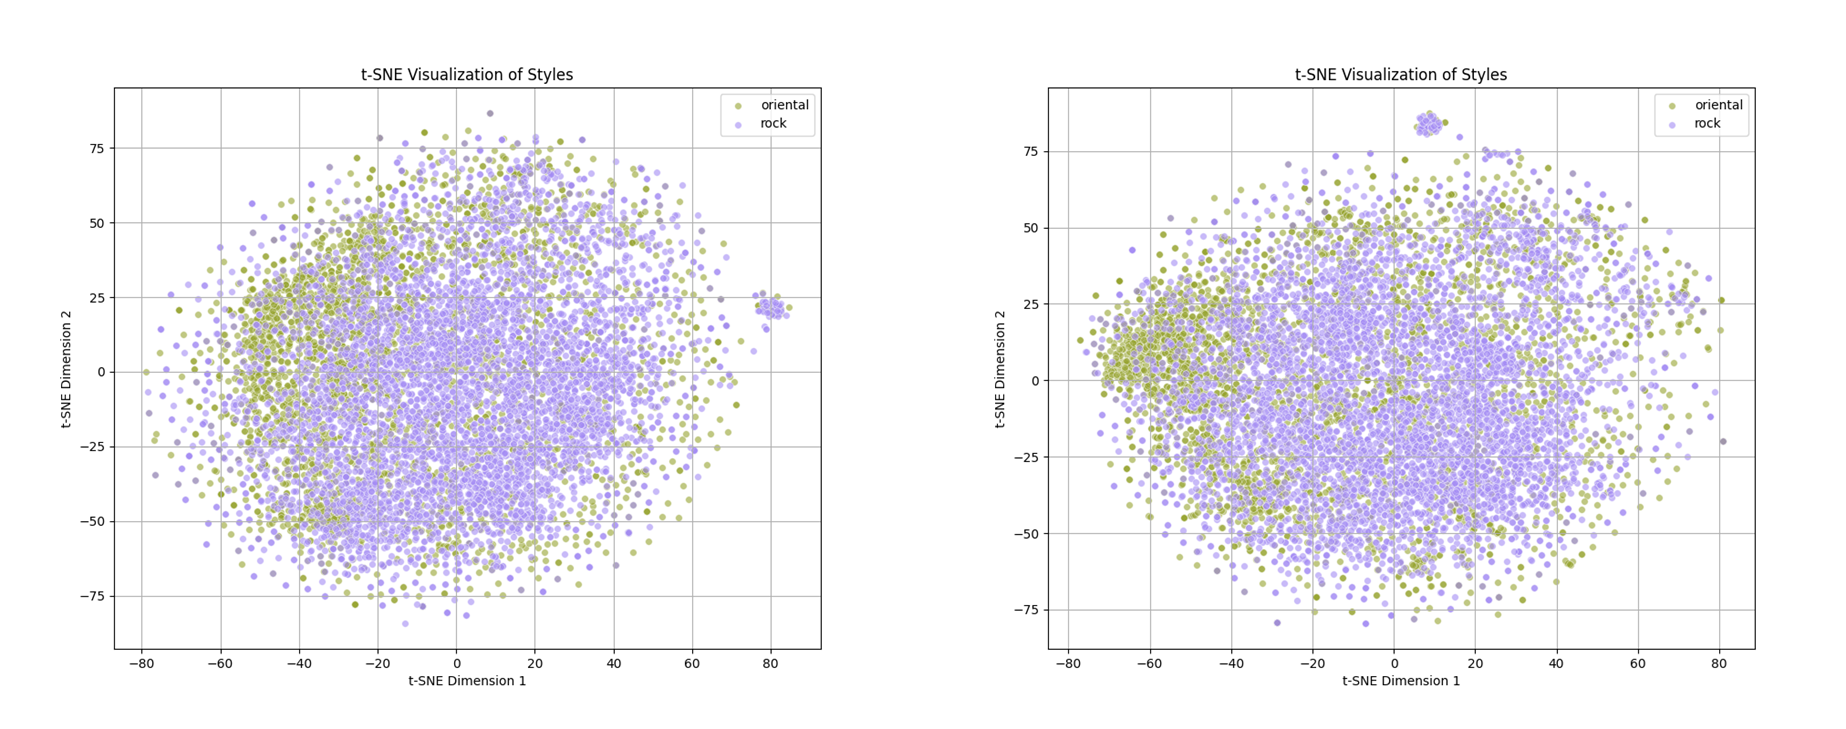 t-SNE Visualization of Styles
oriental
rock
75
50
25
0
−25
−50
−75
t-SNE Dimension 2
−80 −60 −40 −20 0 20 40 60 80
t-SNE Dimension 1
t-SNE Visualization of Styles
oriental
rock
75
50
25
0
−25
−50
−75
t-SNE Dimension 2
−80 −60 −40 −20 0 20 40 60 80
t-SNE Dimension 1